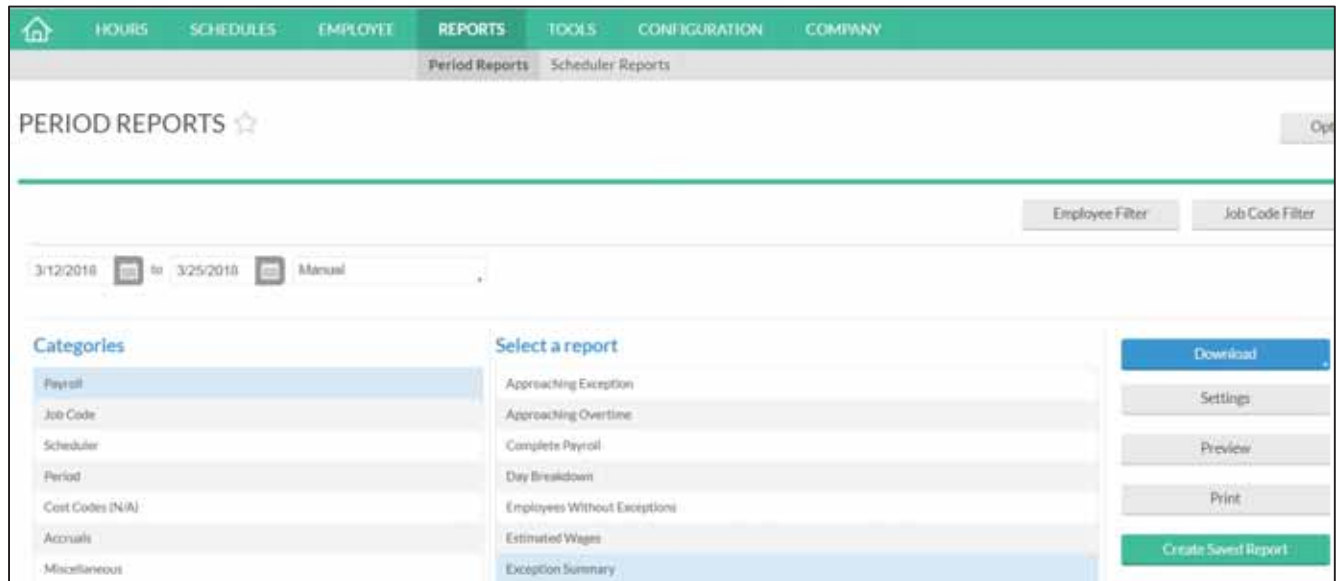 HOURS SCHEDULES EMPLOYEE REPORTS TOOLS CONFIGURATION COMPANY
Period Reports Scheduler Reports
PERIOD REPORTS
Opt
Employee Filter Job Code Filter
3/12/2018 to 3/25/2018 Manual
Categories Select a report
Download
Payroll Approaching Exception
Settings
Job Code Approaching Overtime
Scheduler Complete Payroll
Preview
Period Day Breakdown
Print
Cost Codes (N/A) Employees Without Exceptions
Accruals Estimated Wages
Create Saved Report
Miscellaneous Exception Summary